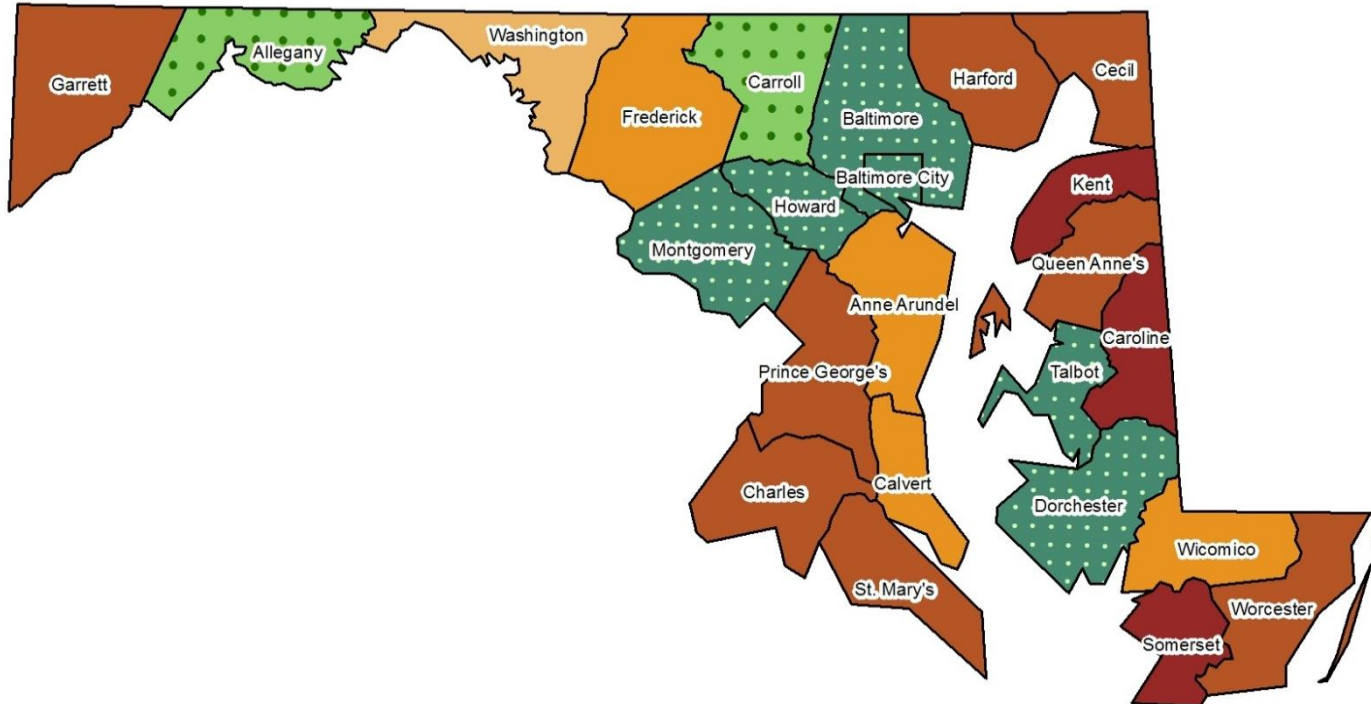 Washington
Allegany
Garrett
Carroll
Harford
Cecil
Frederick
Baltimore
Baltimore City
Kent
Howard
Montgomery
Queen Anne's
Anne Arundel
Caroline
Talbot
Prince George's
Charles
Calvert
Dorchester
Wicomico
St. Mary's
Worcester
Somerset